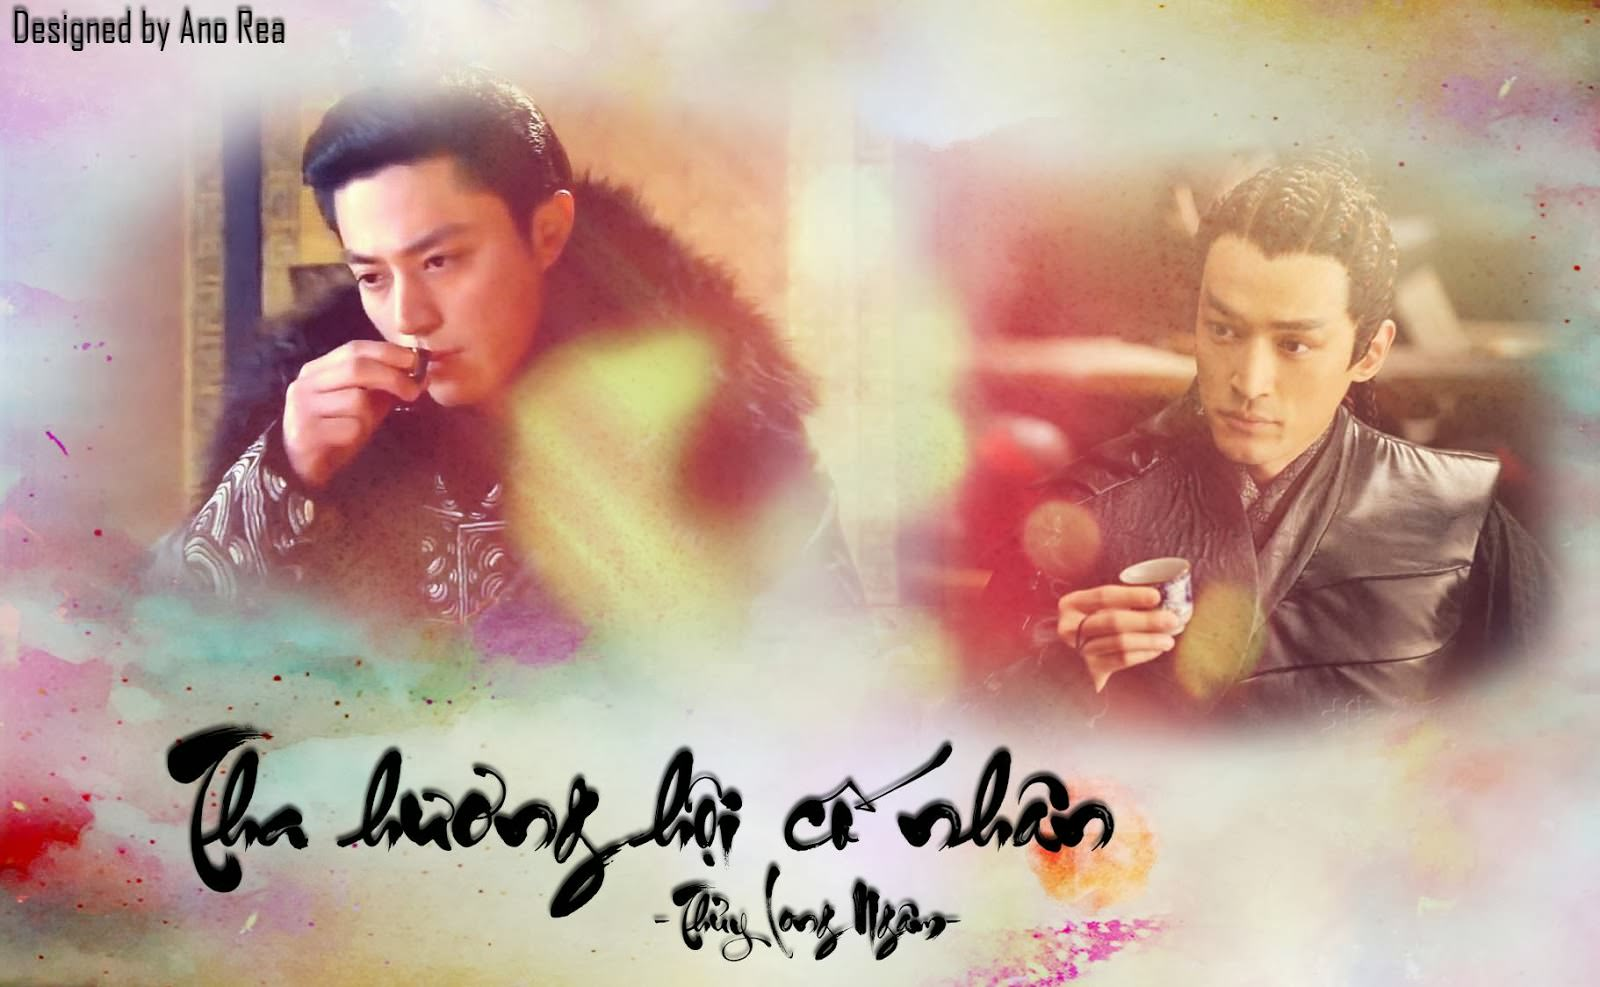 Designed by Ano Rea
Tha hương hội cố nhân
-Thủy Long Ngâm-